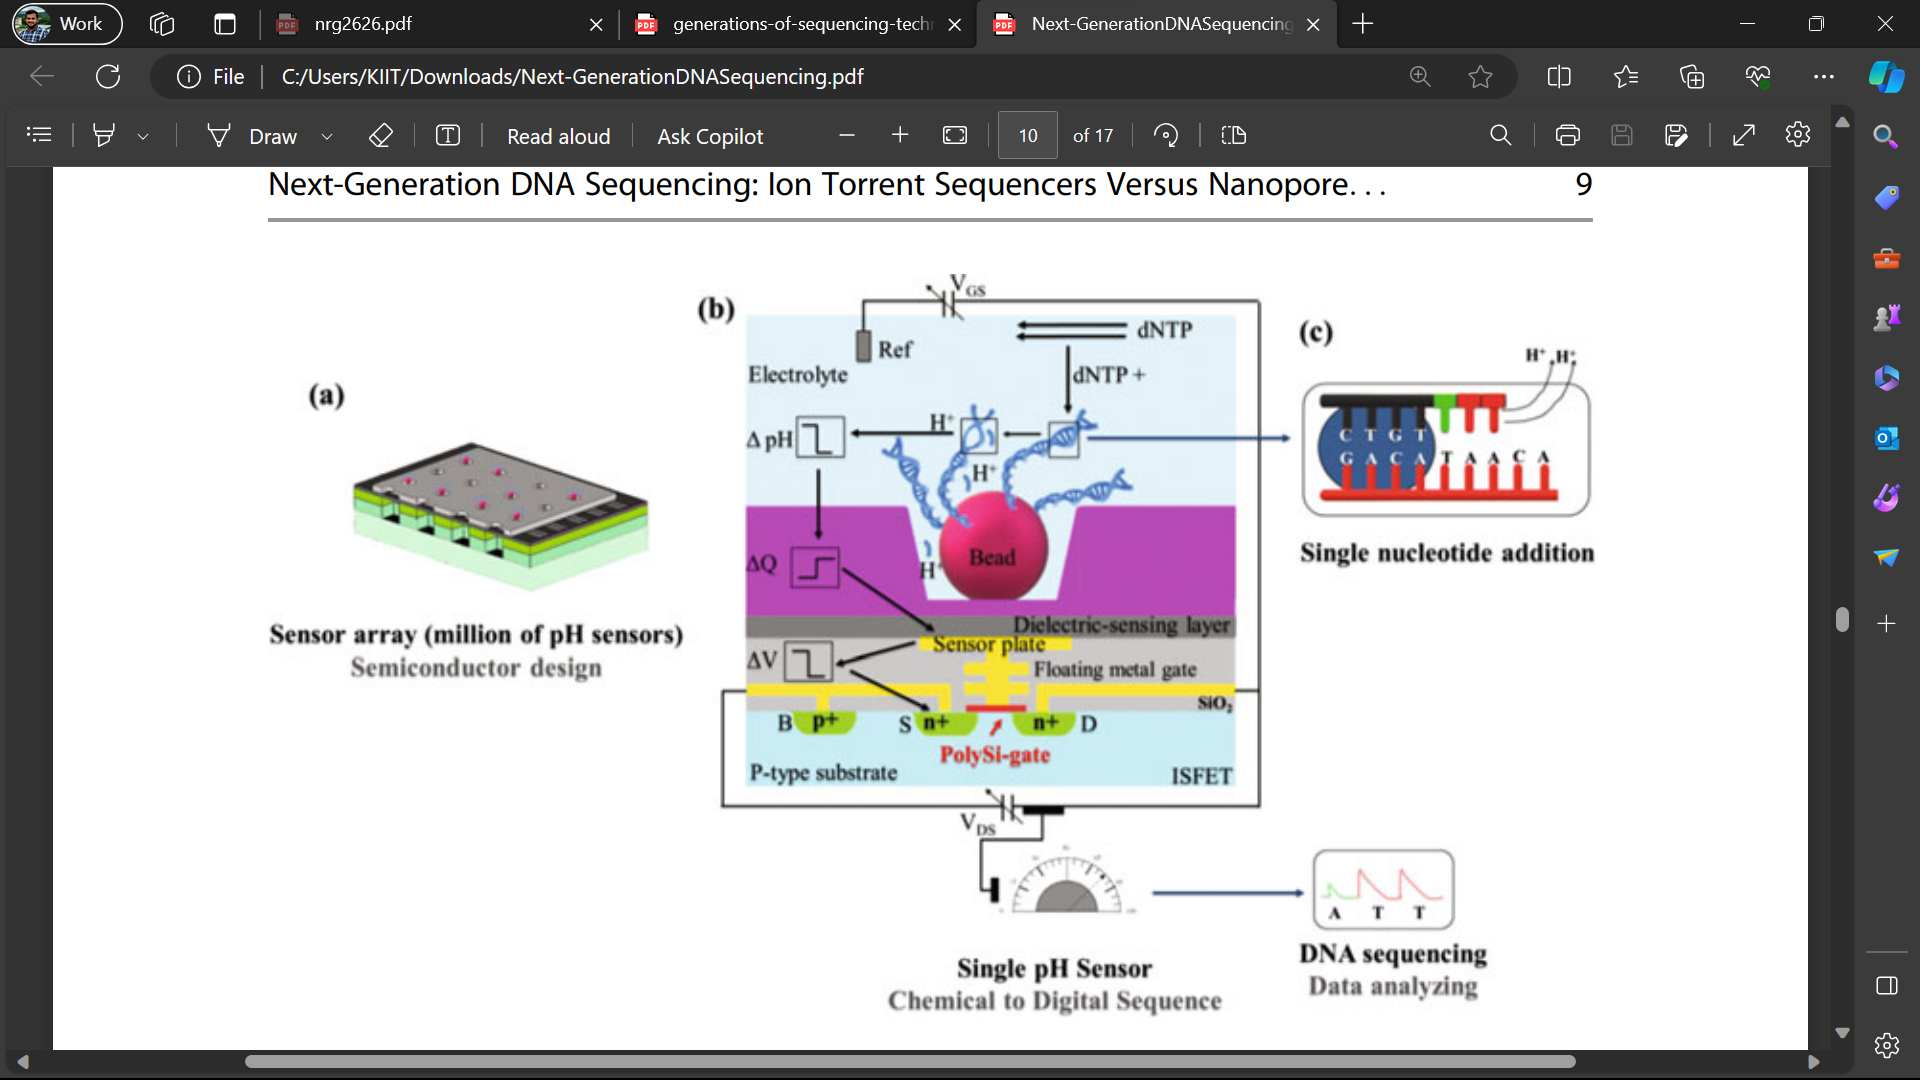 Work
nrg2626.pdf
generations-of-sequencing-tech
Next-GenerationDNASequencing
File
C:/Users/KIIT/Downloads/Next-GenerationDNASequencing.pdf
Draw
Read aloud
Ask Copilot
10
of 17
Next-Generation DNA Sequencing: Ion Torrent Sequencers Versus Nanopore. . .
9
(a)
Sensor array (million of pH sensors)
Semiconductor design
(b)
VGS
Ref
dNTP
Electrolyte
dNTP +
Δ pH
H+
H+
Bead
ΔQ
H+
Dielectric-sensing layer
Sensor plate
ΔV
Floating metal gate
SiO2
B p+
S n+
n+ D
PolySi-gate
P-type substrate
ISFET
VDS
Single pH Sensor
Chemical to Digital Sequence
(c)
H+ ,H+
C T G T
G A C A T A A C A
Single nucleotide addition
A T T
DNA sequencing
Data analyzing